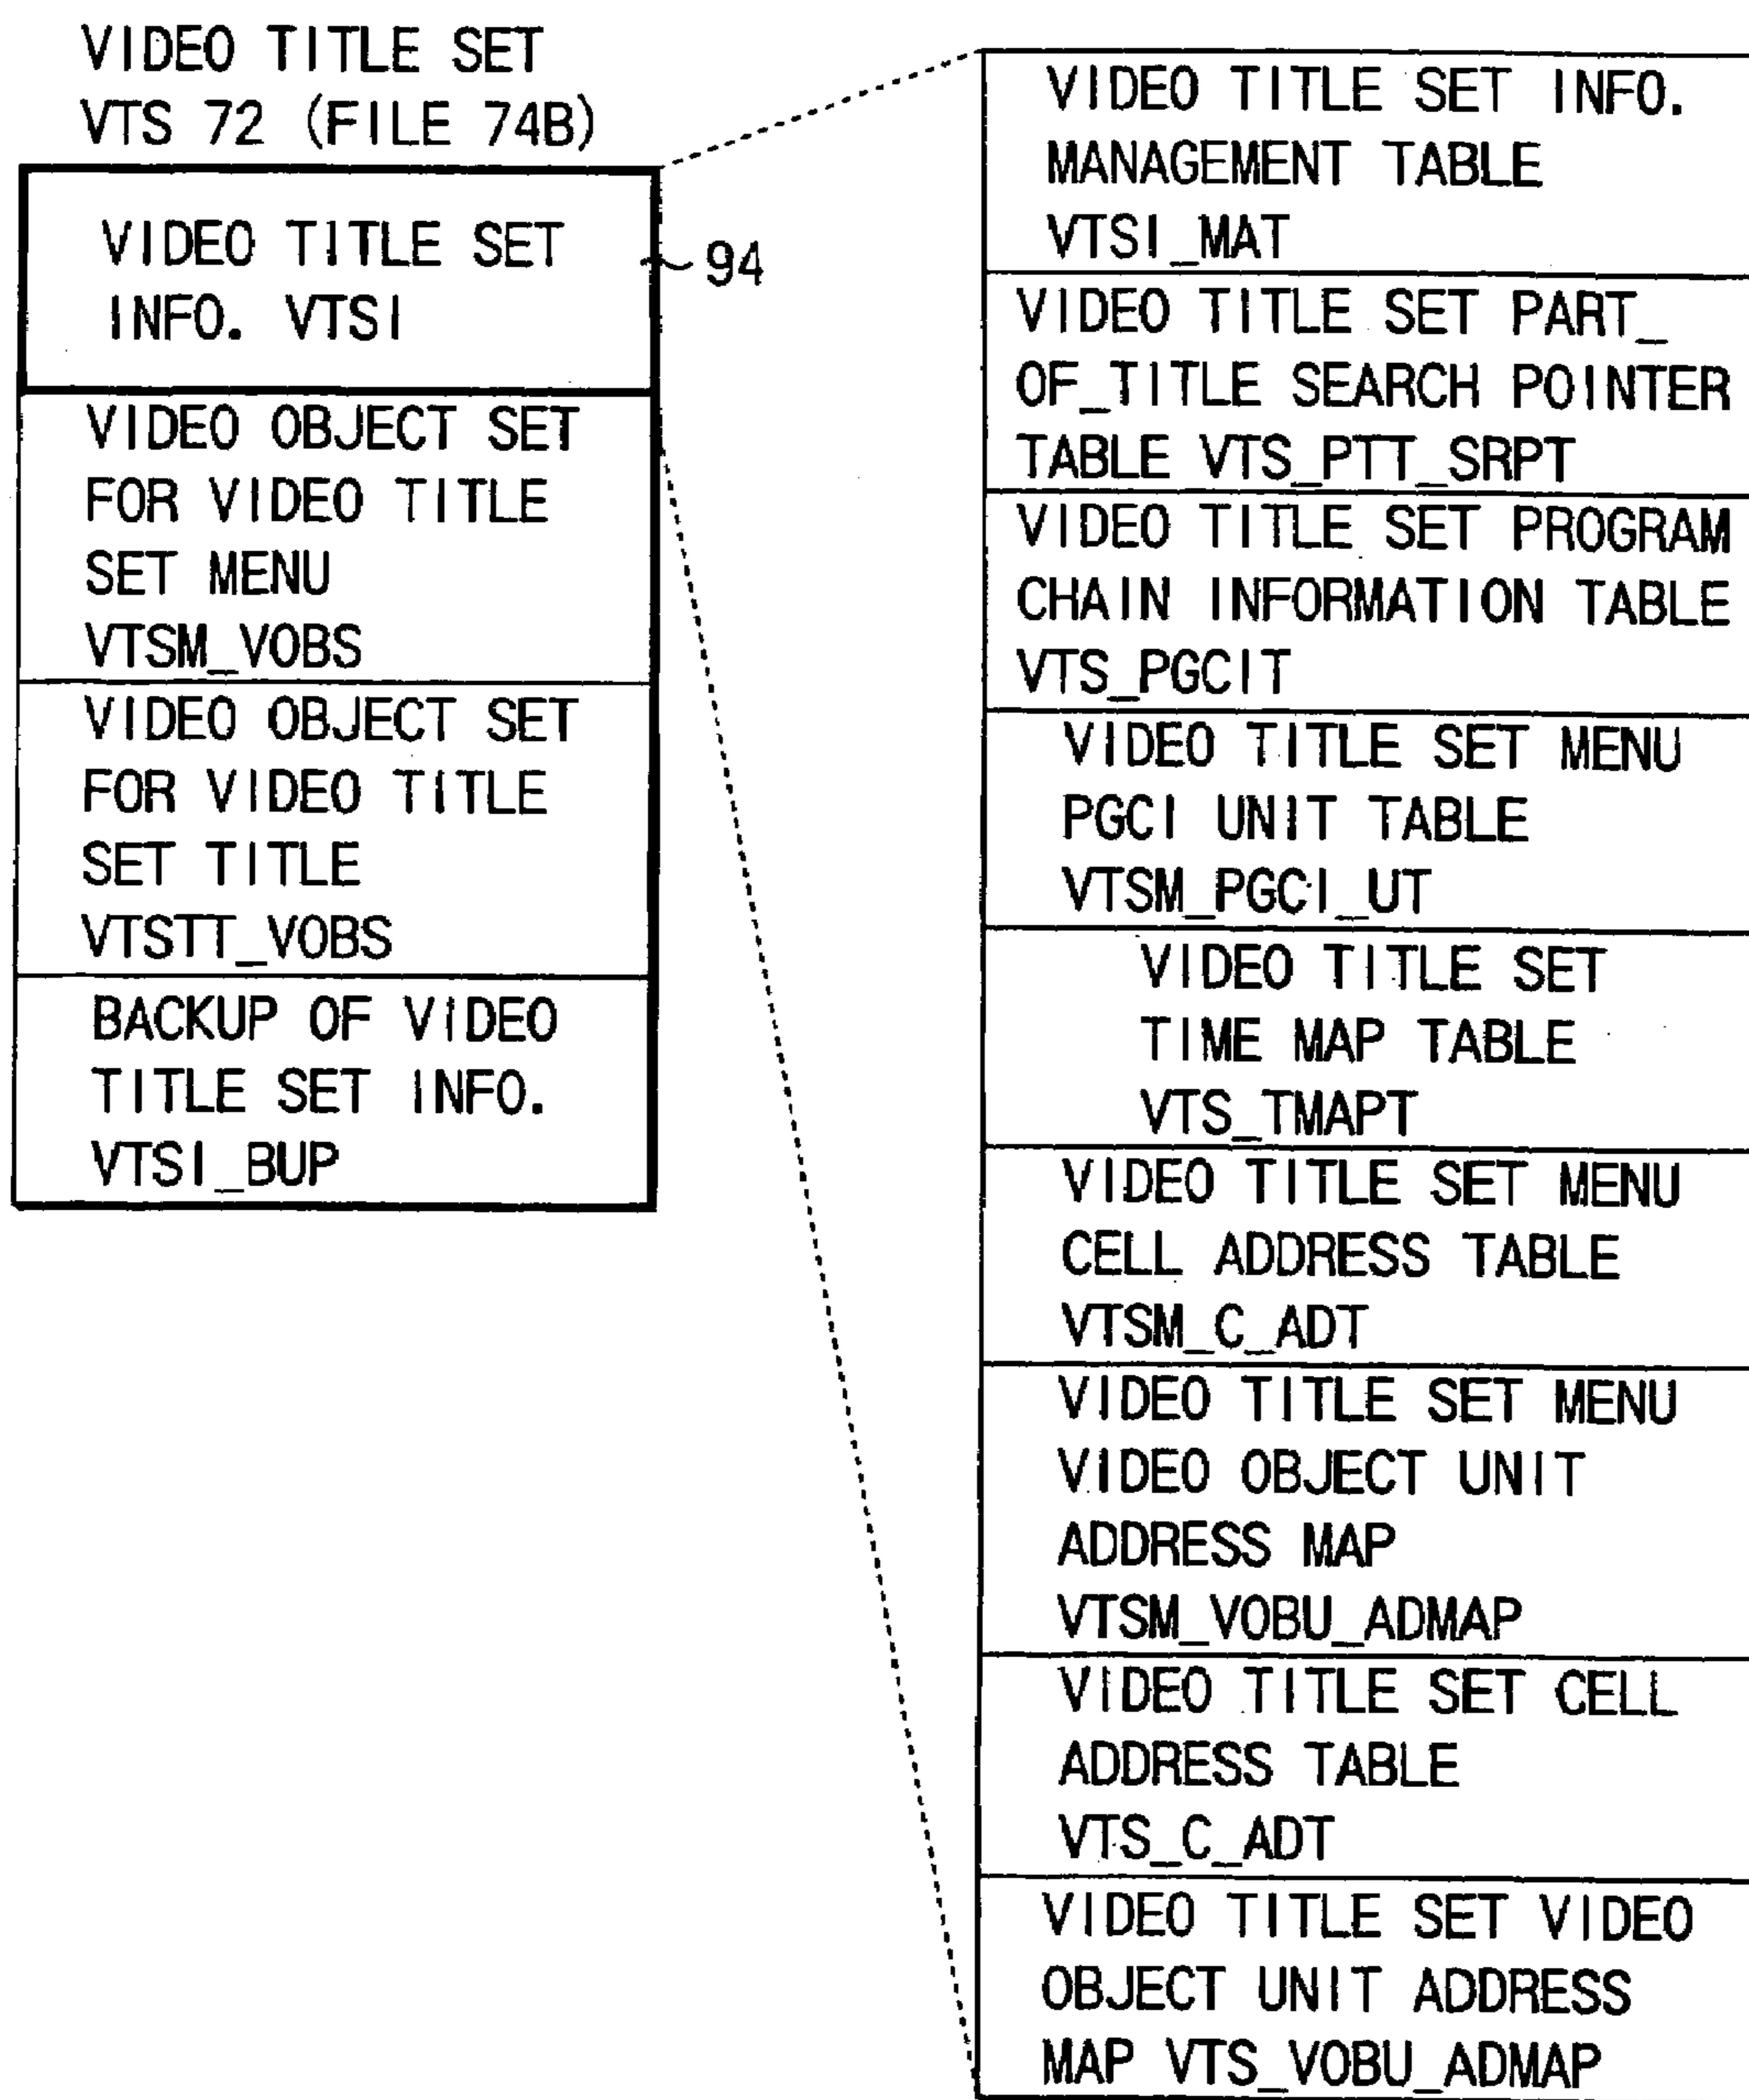 VIDEO TITLE SET
VTS 72 (FILE 74B)
VIDEO TITLE SET
INFO. VTSI
94
VIDEO OBJECT SET
FOR VIDEO TITLE
SET MENU
VTSM_VOBS
VIDEO OBJECT SET
FOR VIDEO TITLE
SET TITLE
VTSTT_VOBS
BACKUP OF VIDEO
TITLE SET INFO.
VTSI_BUP
VIDEO TITLE SET INFO.
MANAGEMENT TABLE
VTSI_MAT
VIDEO TITLE SET PART_
OF_TITLE SEARCH POINTER
TABLE VTS_PTT_SRPT
VIDEO TITLE SET PROGRAM
CHAIN INFORMATION TABLE
VTS_PGCIT
VIDEO TITLE SET MENU
PGCI UNIT TABLE
VTSM_PGCI_UT
VIDEO TITLE SET
TIME MAP TABLE
VTS_TMAPT
VIDEO TITLE SET MENU
CELL ADDRESS TABLE
VTSM_C_ADT
VIDEO TITLE SET MENU
VIDEO OBJECT UNIT
ADDRESS MAP
VTSM_VOBU_ADMAP
VIDEO TITLE SET CELL
ADDRESS TABLE
VTS_C_ADT
VIDEO TITLE SET VIDEO
OBJECT UNIT ADDRESS
MAP VTS_VOBU_ADMAP